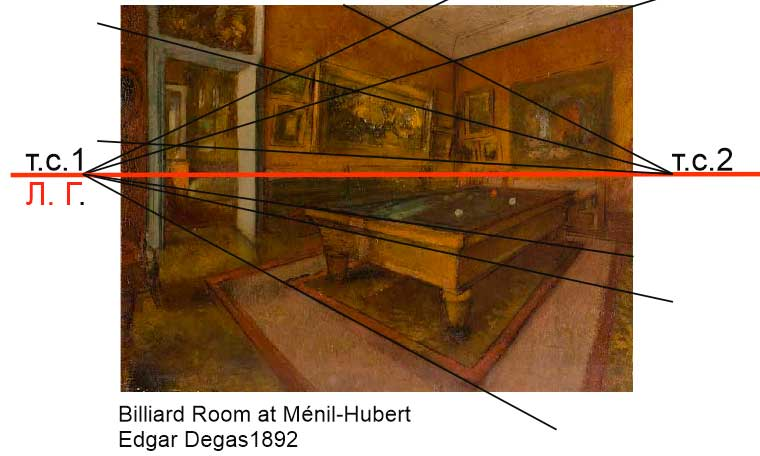 т.с.1
т.с.2
Л. Г.
Billiard Room at Ménil-Hubert
Edgar Degas1892